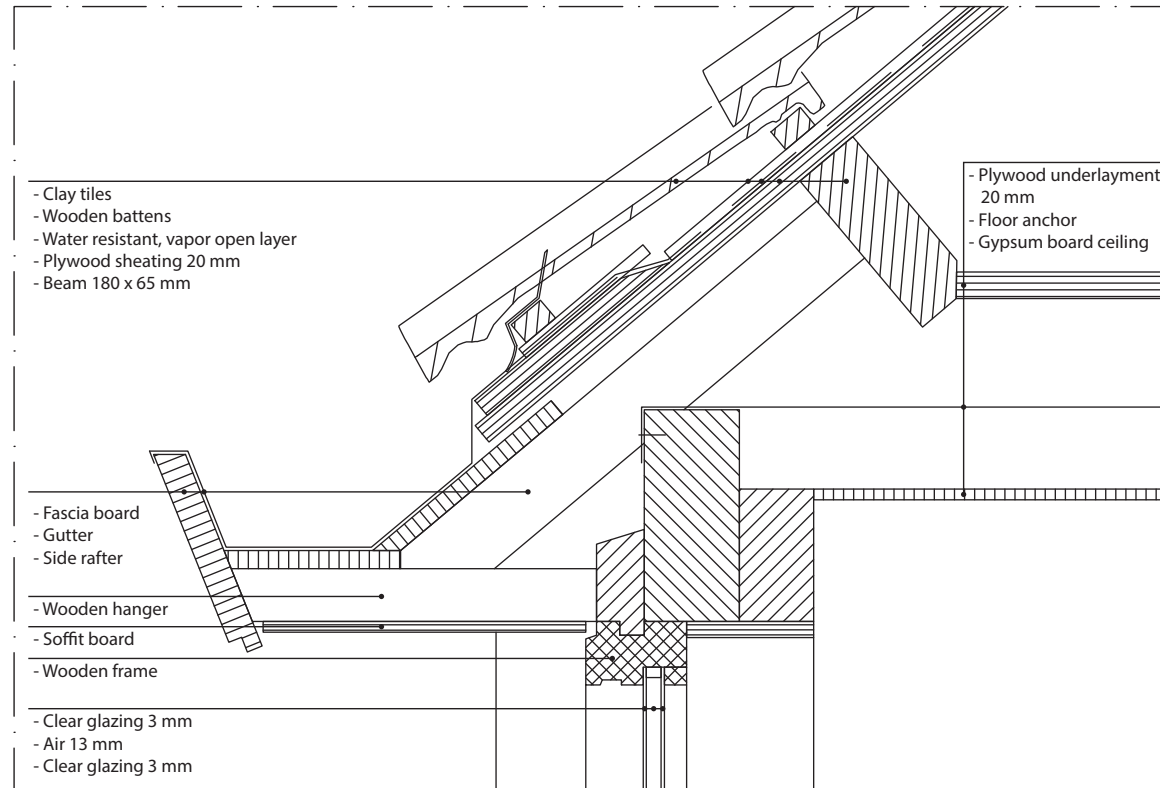 - Clay tiles
- Wooden battens
- Water resistant, vapor open layer
- Plywood sheating 20 mm
- Beam 180 x 65 mm
- Plywood underlayment
20 mm
- Floor anchor
- Gypsum board ceiling
- Fascia board
- Gutter
- Side rafter
- Wooden hanger
- Soffit board
- Wooden frame
- Clear glazing 3 mm
- Air 13 mm
- Clear glazing 3 mm